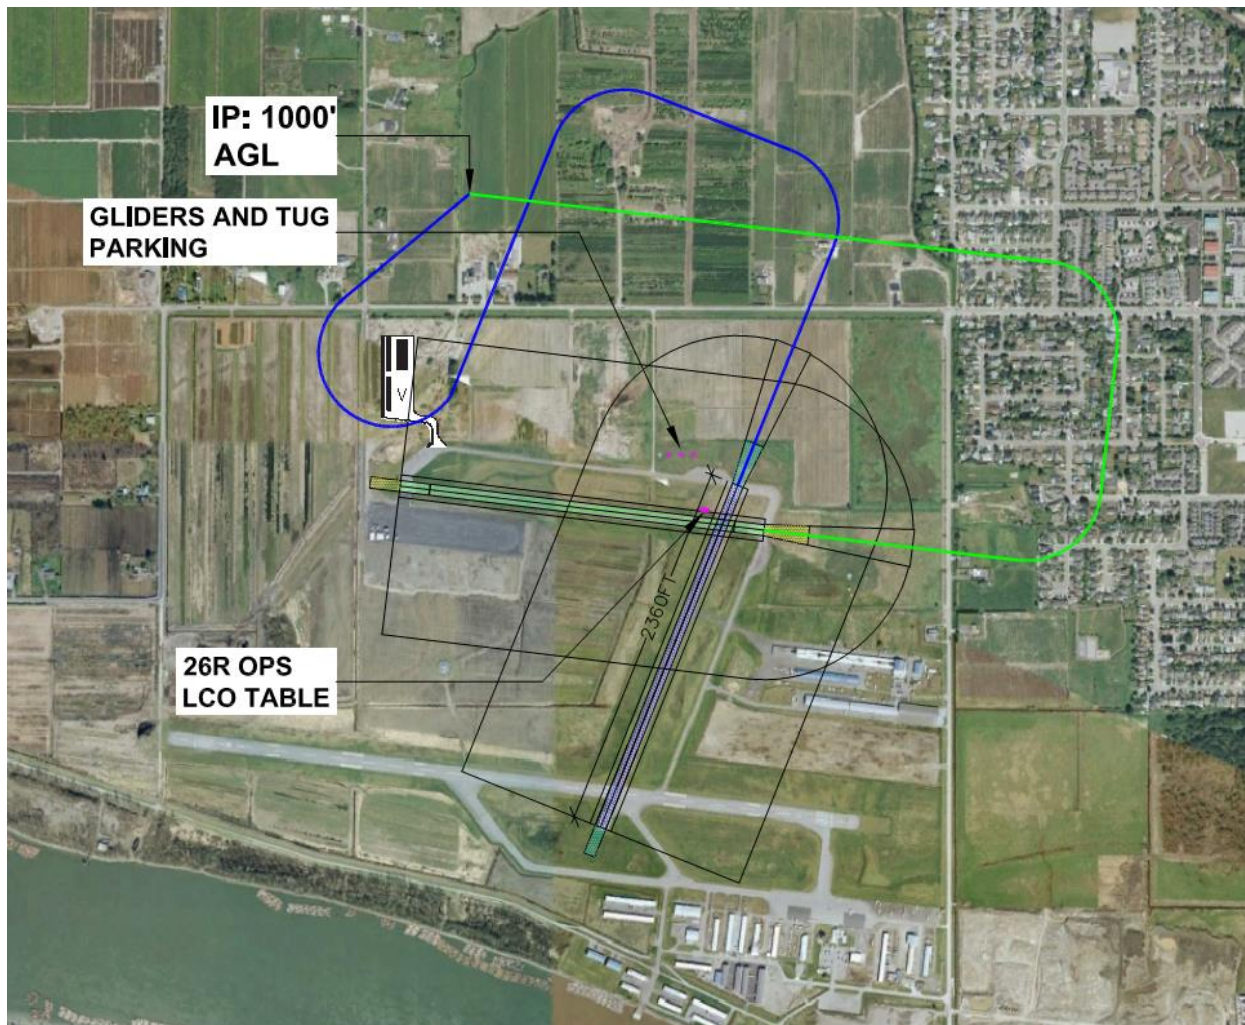 IP: 1000'
AGL
GLIDERS AND TUG
PARKING
2360FT
26R OPS
LCO TABLE